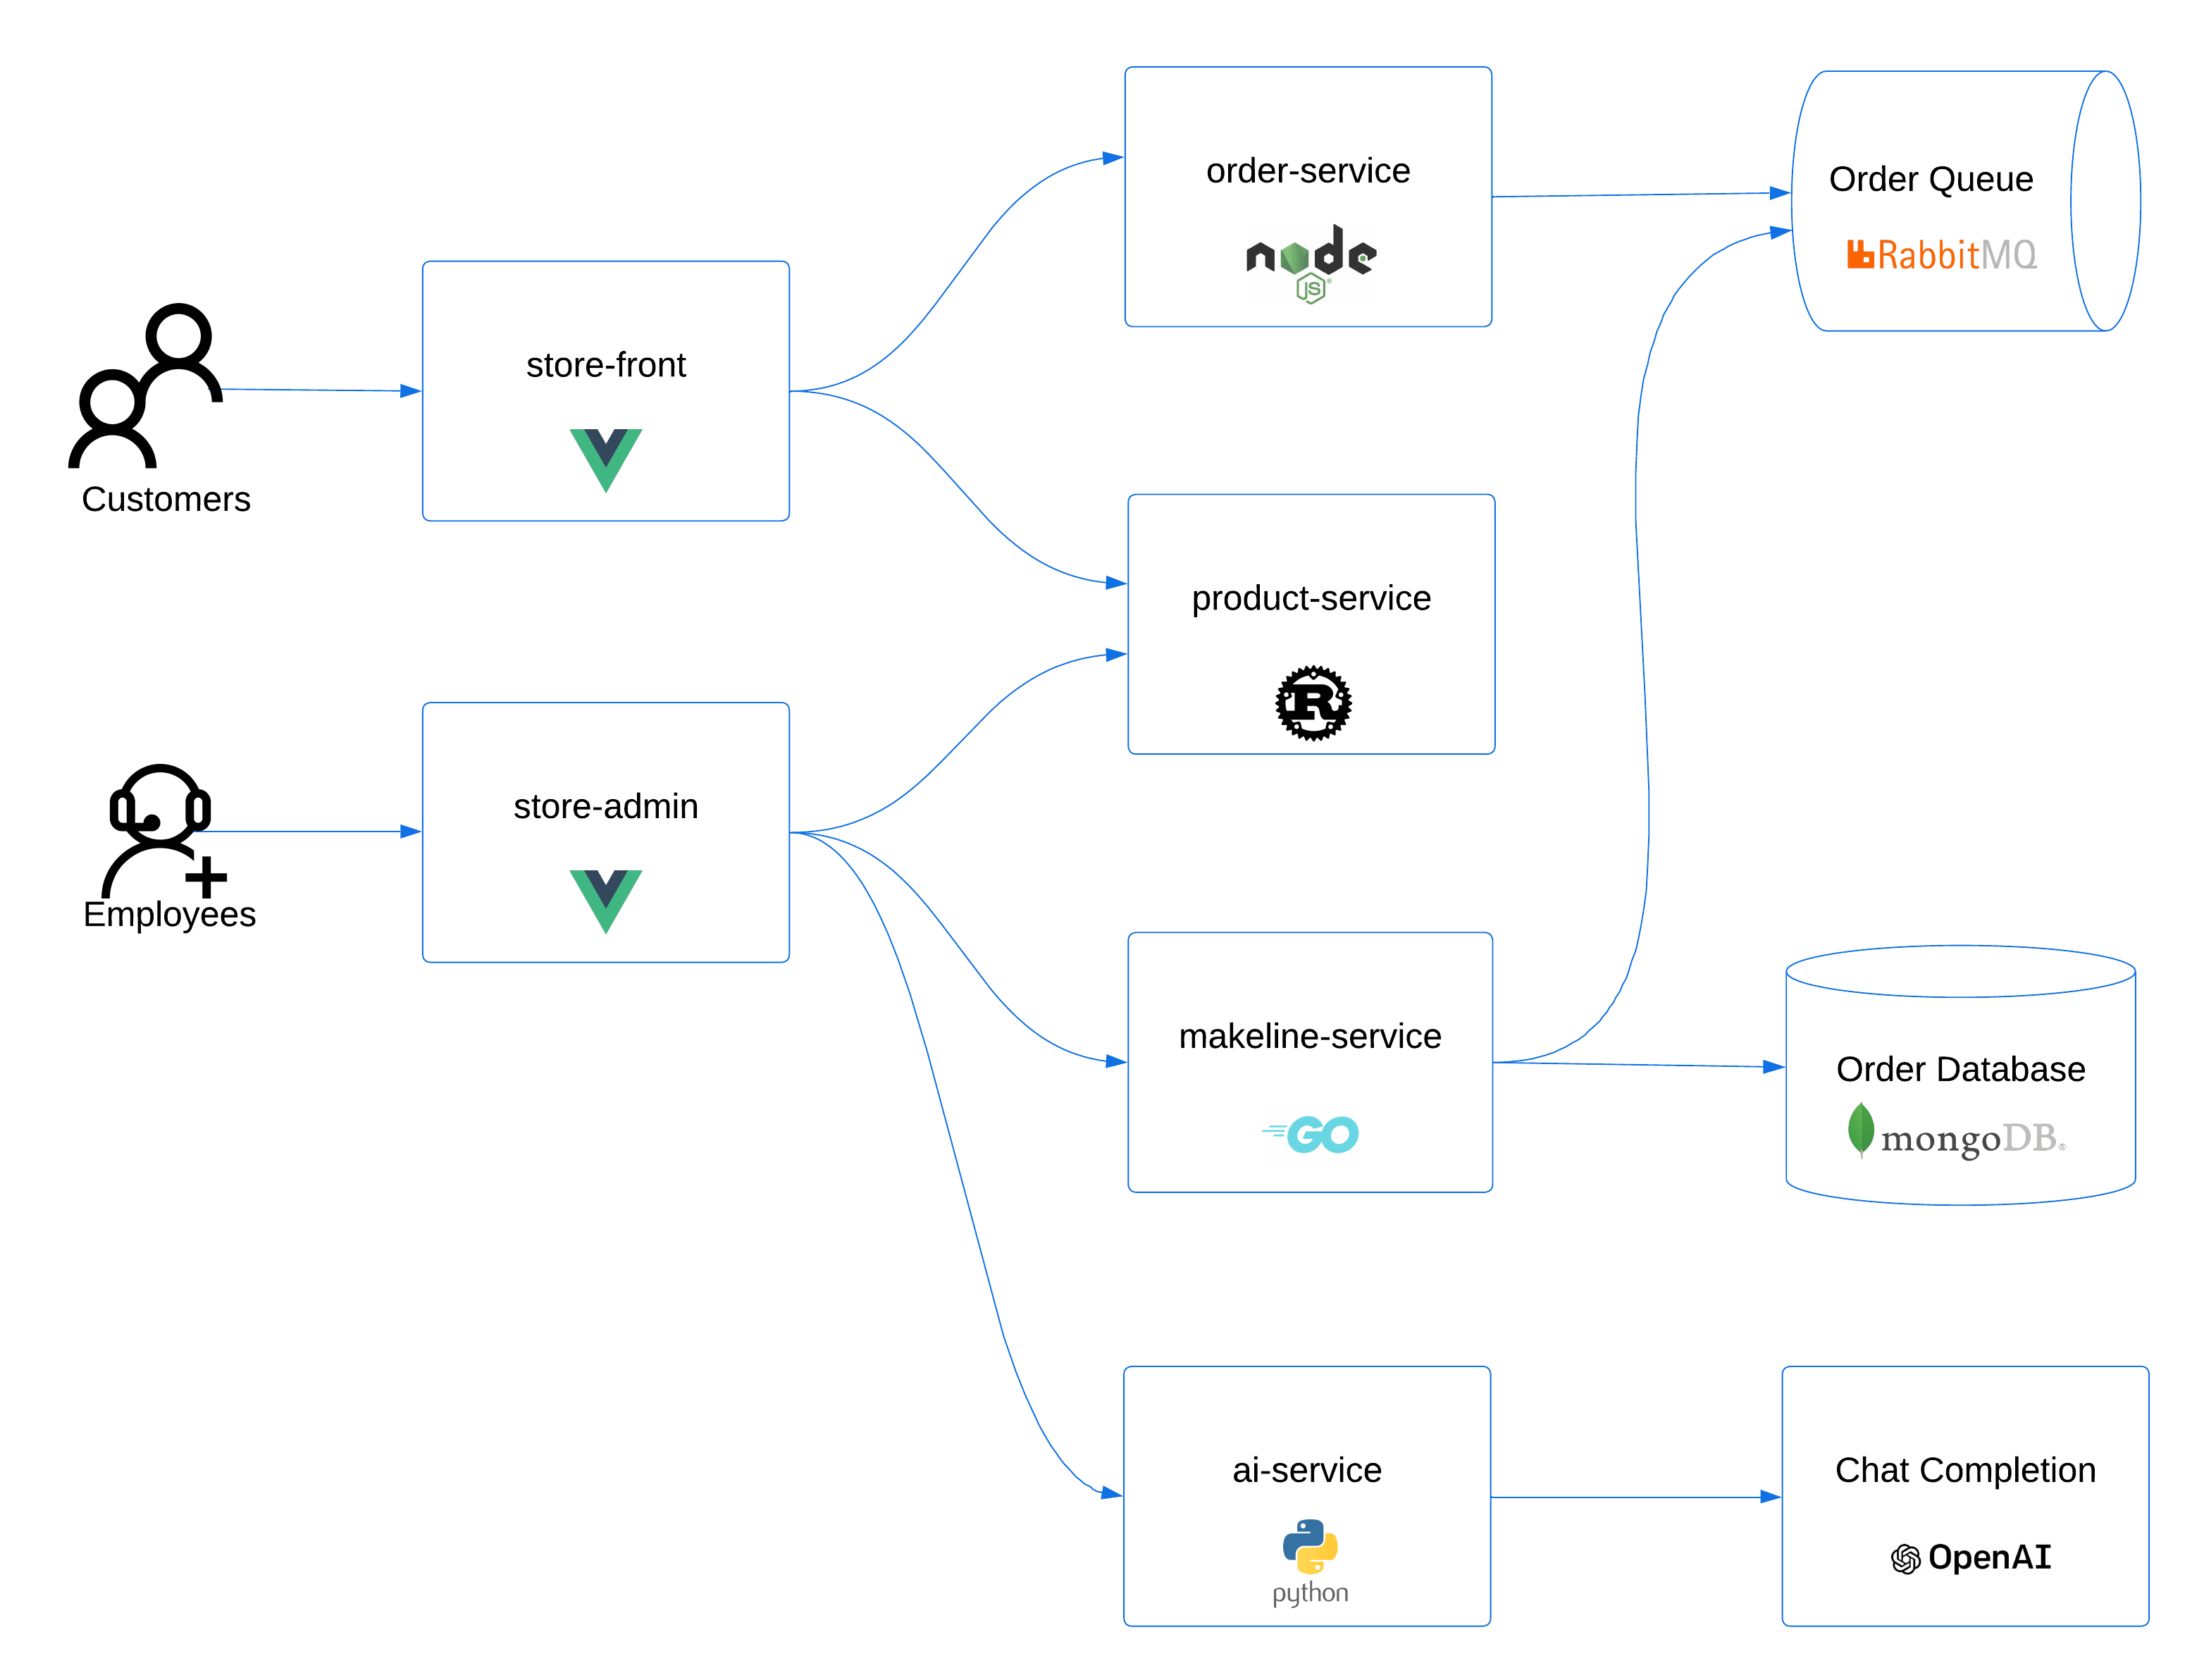 order-service
node
JS
Order Queue
RabbitMQ
store-front
Customers
product-service
R
store-admin
Employees
makeline-service
GO
Order Database
mongoDB®
ai-service
python
Chat Completion
OpenAI